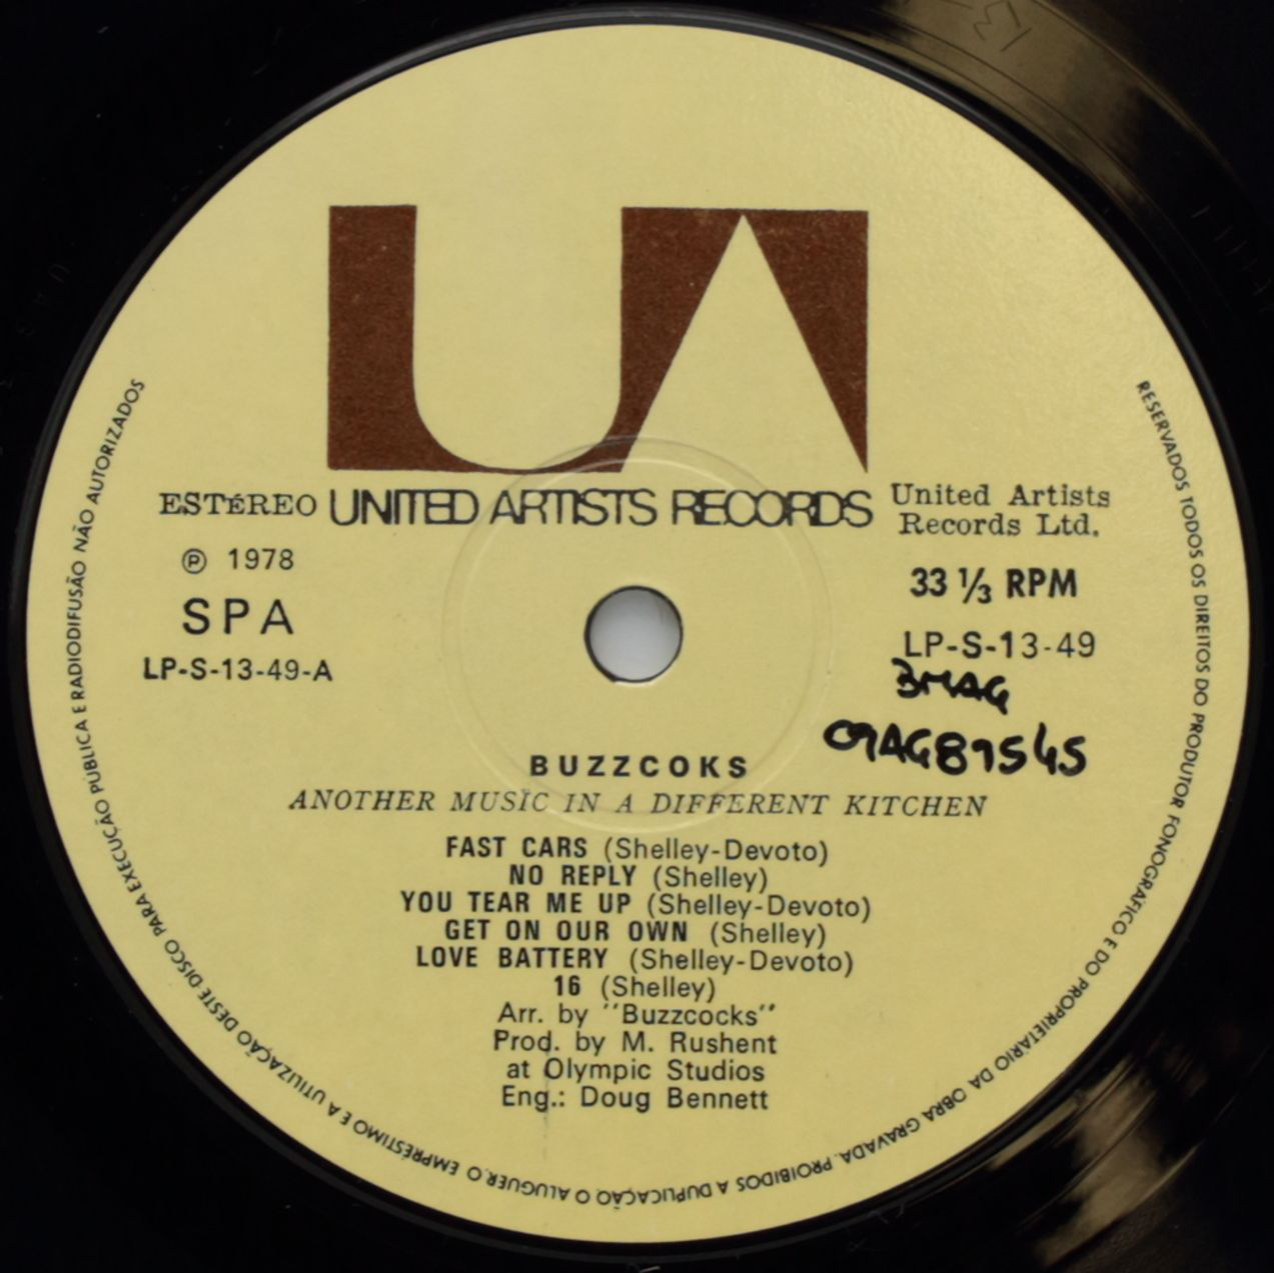 UA
ESTéREO
UNITED ARTISTS RECORDS
United Artists
Records Ltd.
℗ 1978
33 1/3 RPM
SPA
LP-S-13-49
LP-S-13-49-A
BUZZCOKS
ANOTHER MUSIC IN A DIFFERENT KITCHEN
FAST CARS (Shelley-Devoto)
NO REPLY (Shelley)
YOU TEAR ME UP (Shelley-Devoto)
GET ON OUR OWN (Shelley)
LOVE BATTERY (Shelley-Devoto)
16 (Shelley)
Arr. by "Buzzcocks"
Prod. by M. Rushent
at Olympic Studios
Eng.: Doug Bennett
RESERVADOS TODOS OS DIREITOS DO PRODUTOR FONOGRAFICO E DO PROPRIETARIO DA OBRA GRAVADA. PROIBIDOS A DUPLICAÇÃO O ALUGUER, O EMPRÉSTIMO E A UTILIZAÇÃO DESTE DISCO PARA EXECUÇÃO PUBLICA E RADIODIFUSÃO NÃO AUTORIZADOS